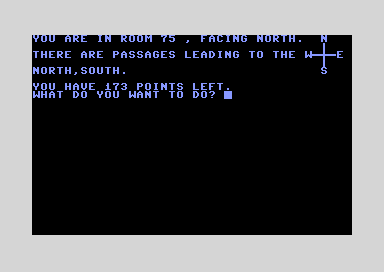 YOU ARE IN ROOM 75 , FACING NORTH. N
THERE ARE PASSAGES LEADING TO THE W E
NORTH,SOUTH. S
YOU HAVE 173 POINTS LEFT.
WHAT DO YOU WANT TO DO?